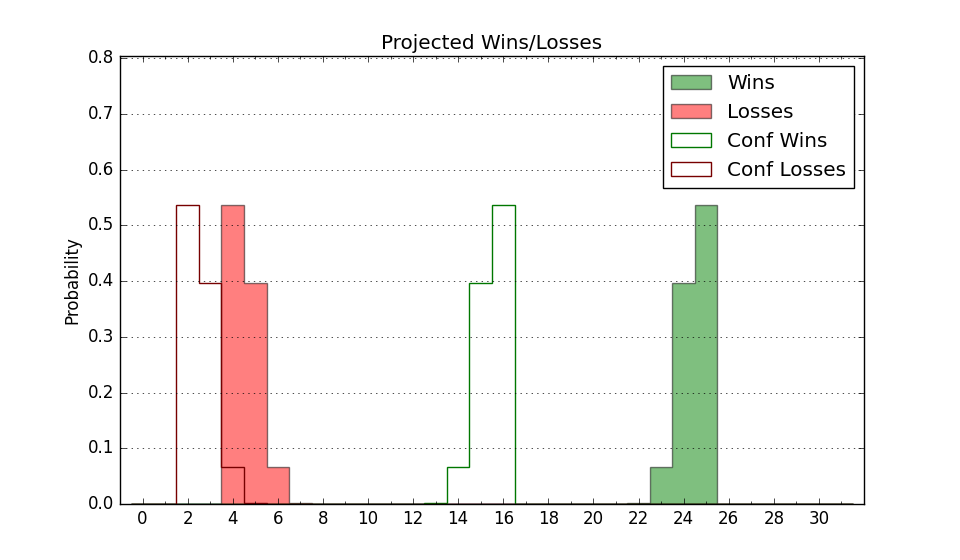 Projected Wins/Losses
Wins
Losses
Conf Wins
Conf Losses
Probability
0.8
0.7
0.6
0.5
0.4
0.3
0.2
0.1
0.0
0 2 4 6 8 10 12 14 16 18 20 22 24 26 28 30